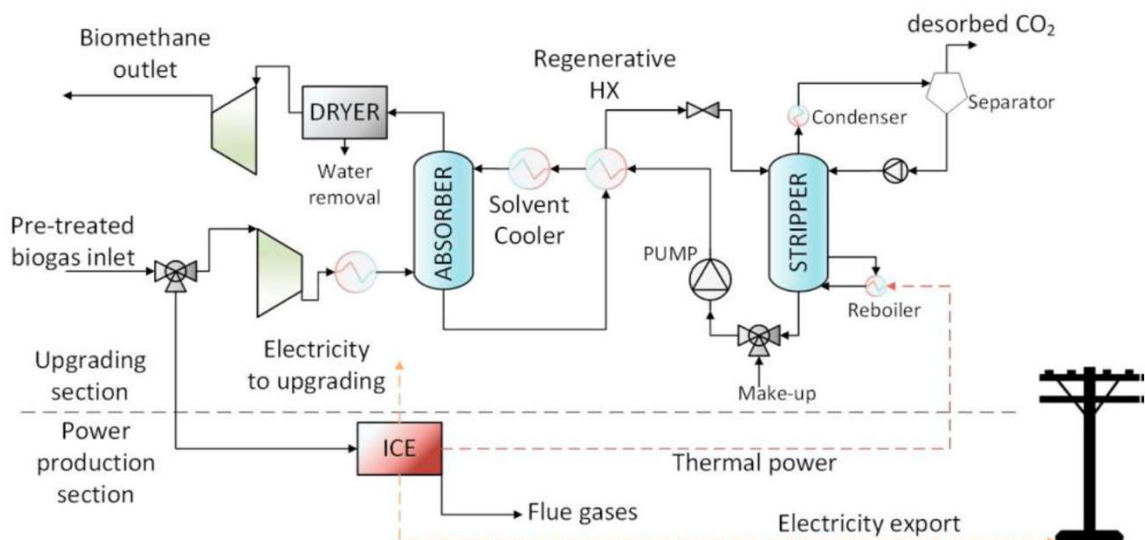 desorbed CO₂
Biomethane
outlet
Regenerative
HX
Separator
DRYER
Condenser
Water
removal
ABSORBER
Solvent
Cooler
STRIPPER
Pre-treated
biogas inlet
PUMP
Reboiler
Electricity
to upgrading
Make-up
Upgrading
section
Power
production
section
ICE
Thermal power
Flue gases
Electricity export